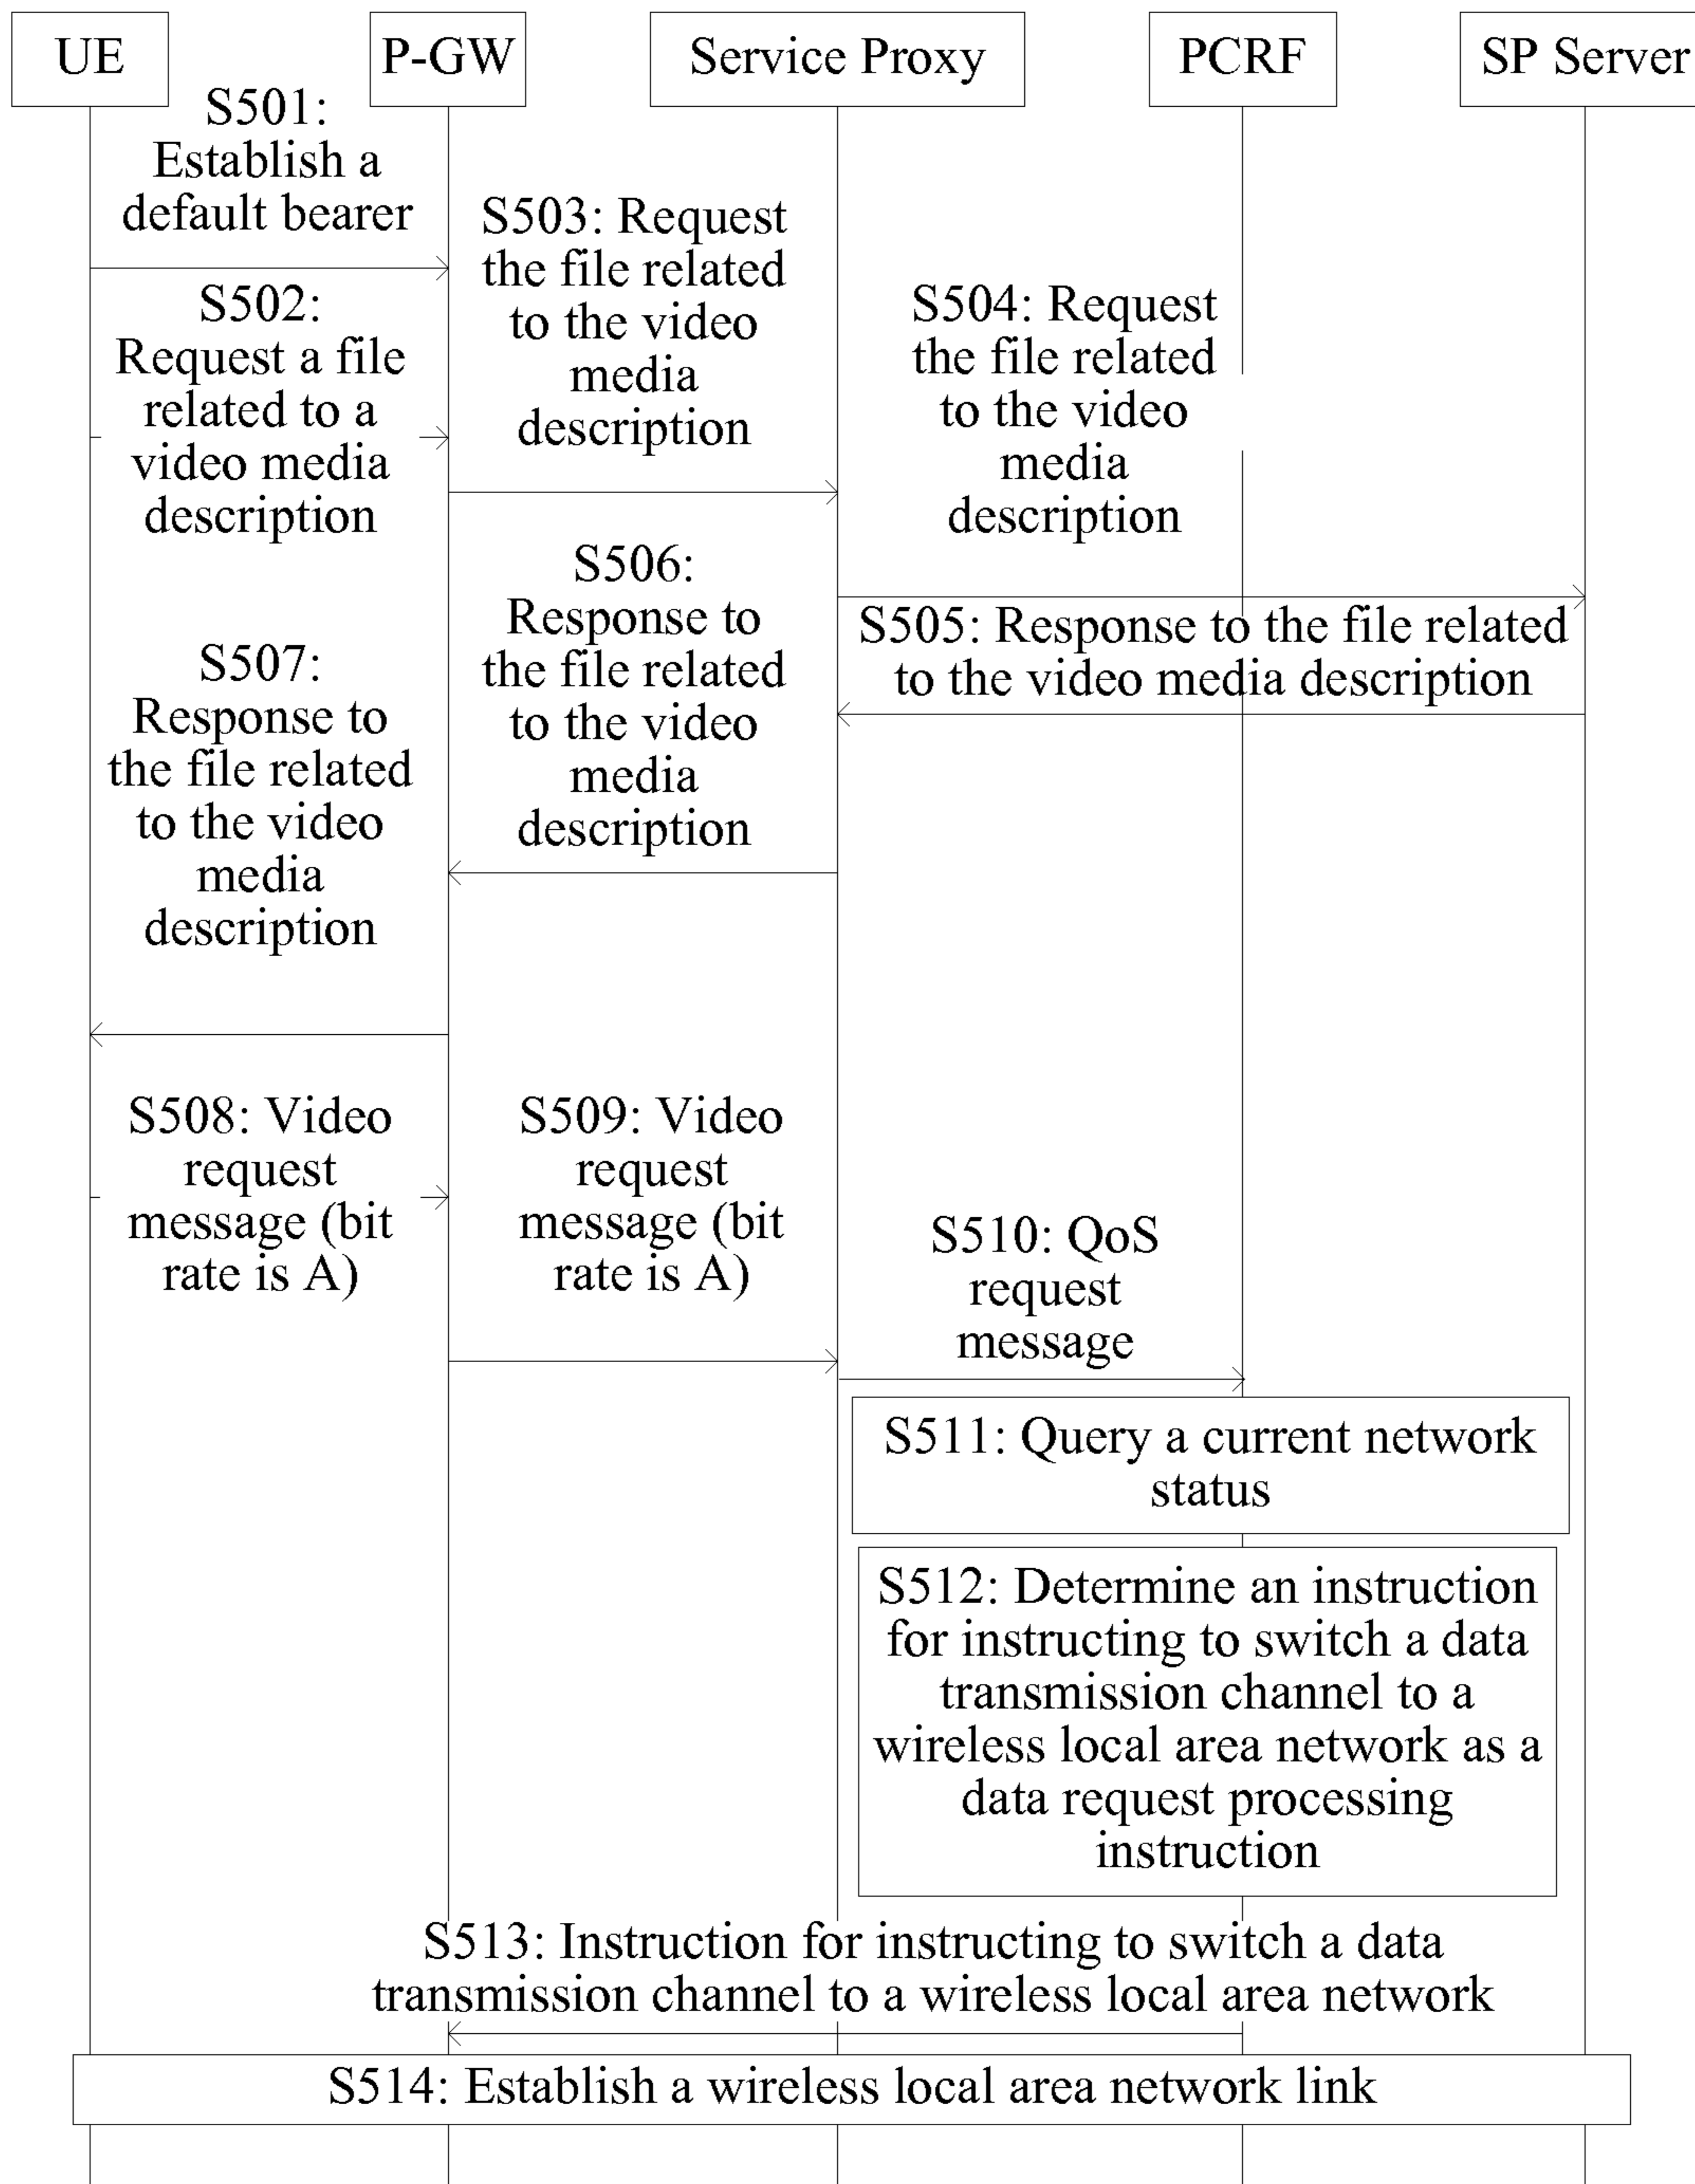 UE
P-GW
Service Proxy
PCRF
SP Server
S501:
Establish a
default bearer
S502:
Request a file
related to a
video media
description
S503: Request
the file related
to the video
media
description
S504: Request
the file related
to the video
media
description
S505: Response to the file related
to the video media description
S506:
Response to
the file related
to the video
media
description
S507:
Response to
the file related
to the video
media
description
S508: Video
request
message (bit
rate is A)
S509: Video
request
message (bit
rate is A)
S510: QoS
request
message
S511: Query a current network
status
S512: Determine an instruction
for instructing to switch a data
transmission channel to a
wireless local area network as a
data request processing
instruction
S513: Instruction for instructing to switch a data
transmission channel to a wireless local area network
S514: Establish a wireless local area network link